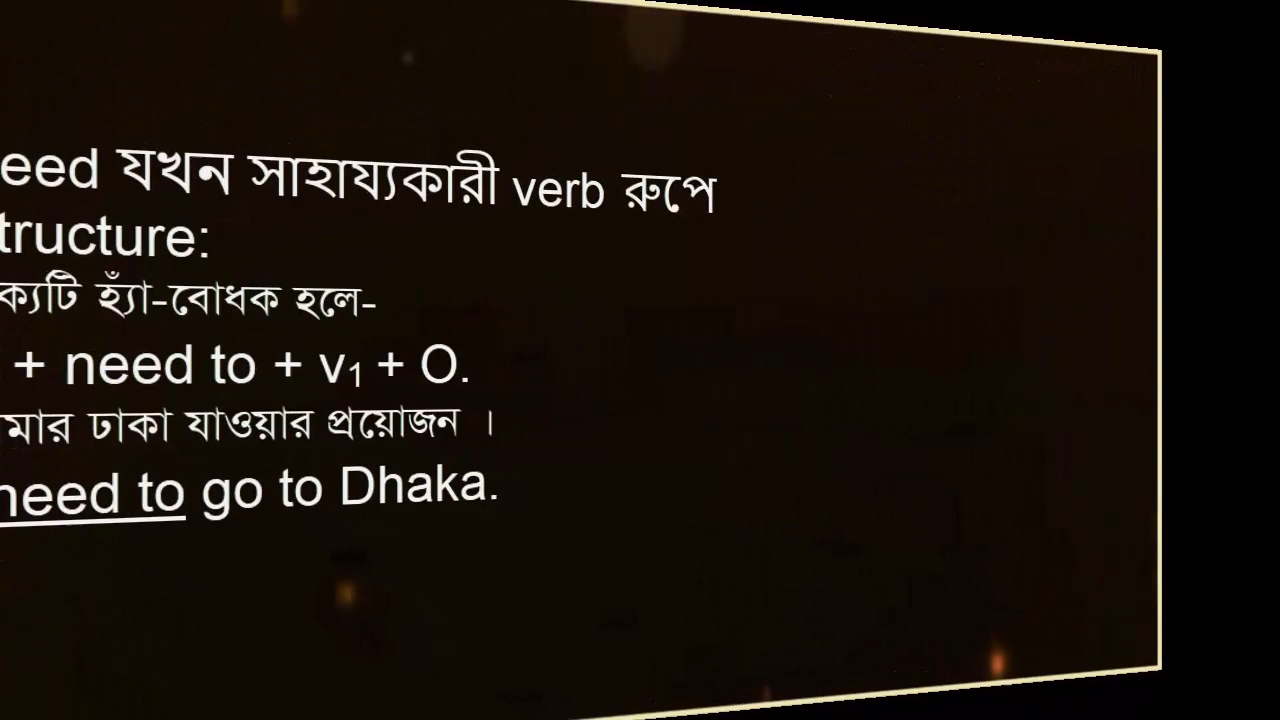 eed যখন সাহায্যকারী verb রুপে
tructure:
ক্যটি হ্যাঁ-বোধক হলে-
+ need to + v₁ + O.
মার ঢাকা যাওয়ার প্রয়োজন ।
need to go to Dhaka.